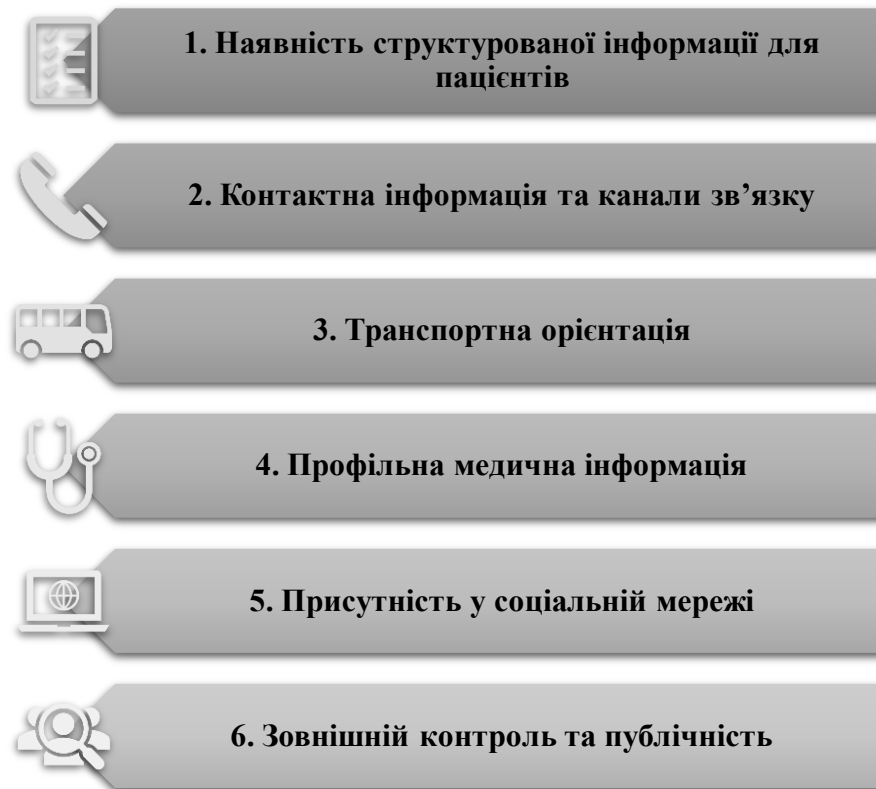 1. Наявність структурованої інформації для
пацієнтів
2. Контактна інформація та канали зв’язку
3. Транспортна орієнтація
4. Профільна медична інформація
5. Присутність у соціальній мережі
6. Зовнішній контроль та публічність